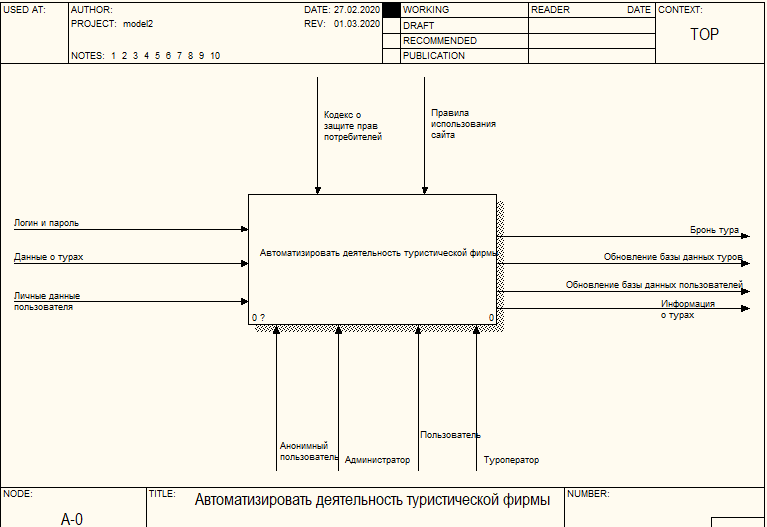 USED AT:
AUTHOR:
DATE: 27.02.2020
WORKING
READER
DATE
CONTEXT:
PROJECT: model2
REV: 01.03.2020
DRAFT
TOP
RECOMMENDED
NOTES: 1 2 3 4 5 6 7 8 9 10
PUBLICATION
Кодекс о
защите прав
потребителей
Правила
использования
сайта
Логин и пароль
Данные о турах
Личные данные
пользователя
Автоматизировать деятельность туристической фирмы
0 ?
0
Бронь тура
Обновление базы данных туров
Обновление базы данных пользователей
Информация
о турах
Анонимный
пользователь
Администратор
Пользователь
Туроператор
NODE:
A-0
TITLE:
Автоматизировать деятельность туристической фирмы
NUMBER: